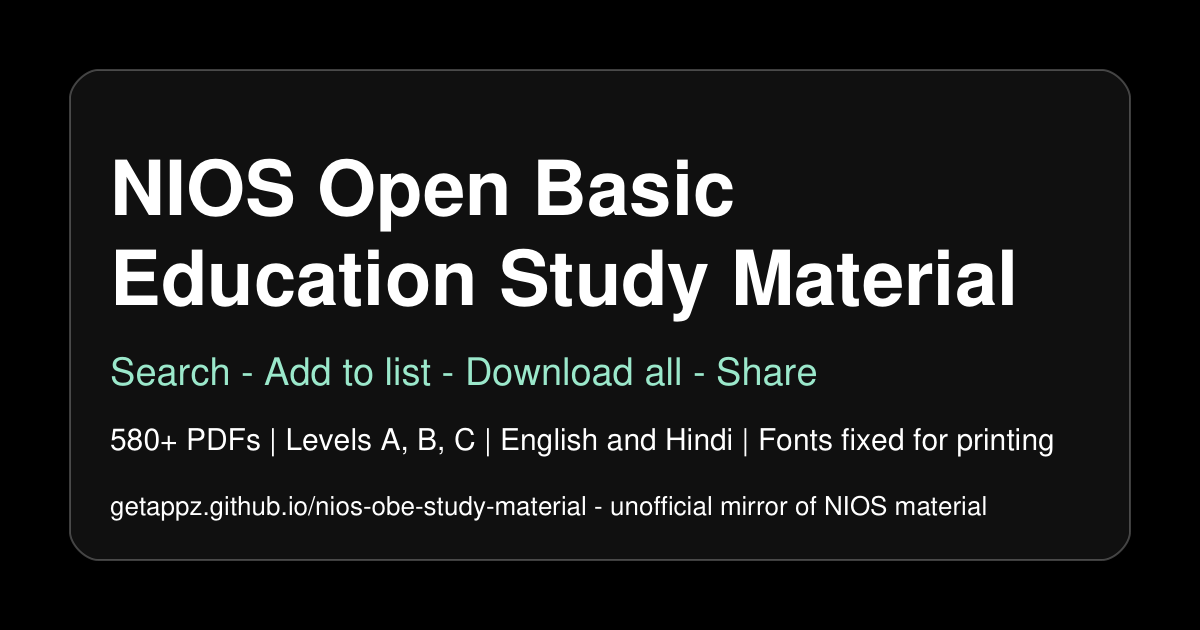 NIOS Open Basic
Education Study Material
Search - Add to list - Download all - Share
580+ PDFs | Levels A, B, C | English and Hindi | Fonts fixed for printing
getappz.github.io/nios-obe-study-material - unofficial mirror of NIOS material